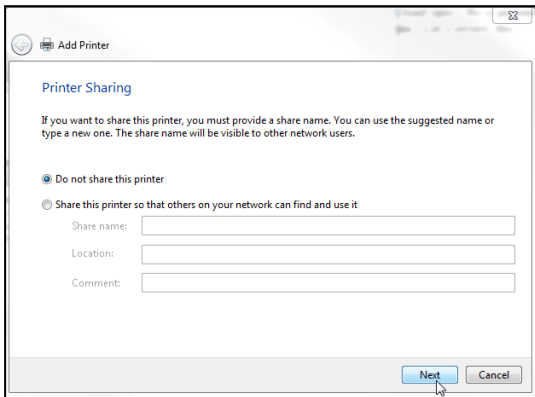 Add Printer
Printer Sharing
If you want to share this printer, you must provide a share name. You can use the suggested name or
type a new one. The share name will be visible to other network users.
Do not share this printer
Share this printer so that others on your network can find and use it
Share name:
Location:
Comment:
Next
Cancel